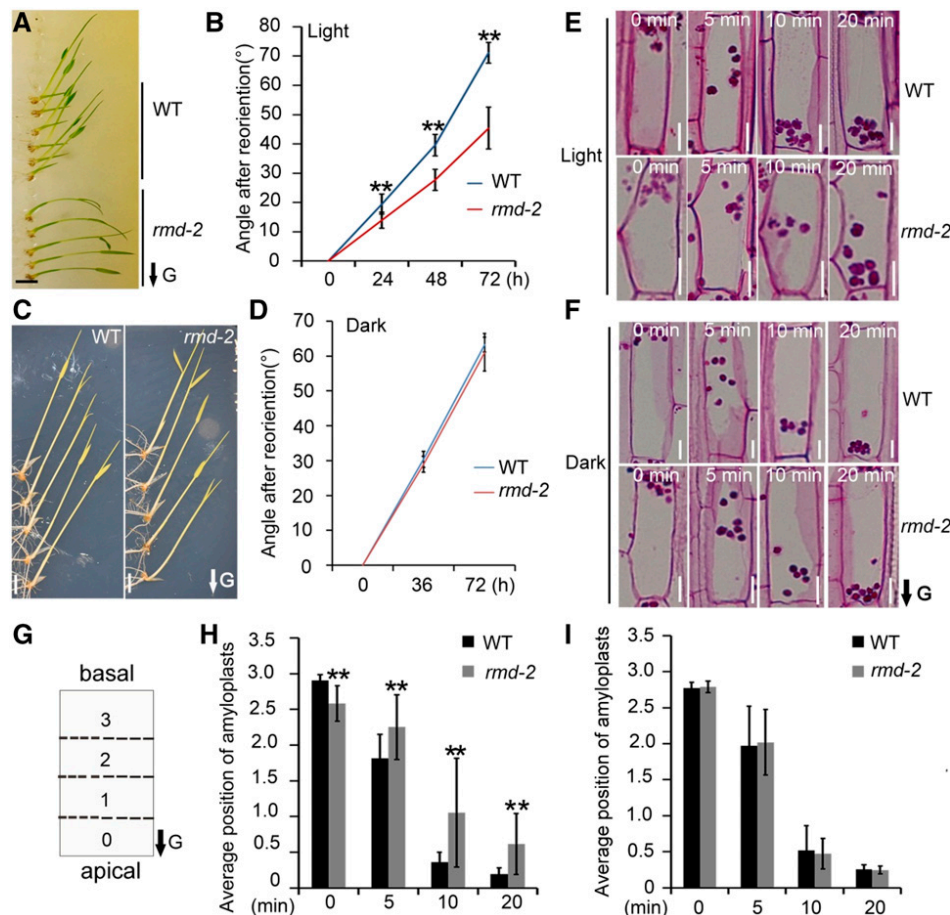 A
WT
rmd-2
G
B
Light
Angle after reoriention(°)
80
70
60
50
40
30
20
10
0
**
**
**
WT
rmd-2
0 24 48 72 (h)
C
WT rmd-2
G
D
Dark
Angle after reoriention(°)
70
60
50
40
30
20
10
0
WT
rmd-2
0 36 72 (h)
E
Light
0 min 5 min 10 min 20 min
WT
0 min 5 min 10 min 20 min
rmd-2
F
Dark
0 min 5 min 10 min 20 min
WT
0 min 5 min 10 min 20 min
rmd-2
G
G
basal
3
2
1
0
G
apical
H
Average position of amyloplasts
3.5
3.0
2.5
2.0
1.5
1.0
0.5
0
WT
rmd-2
**
**
**
**
(min) 0 5 10 20
I
Average position of amyloplasts
3.5
3.0
2.5
2.0
1.5
1.0
0.5
0
WT
rmd-2
(min) 0 5 10 20